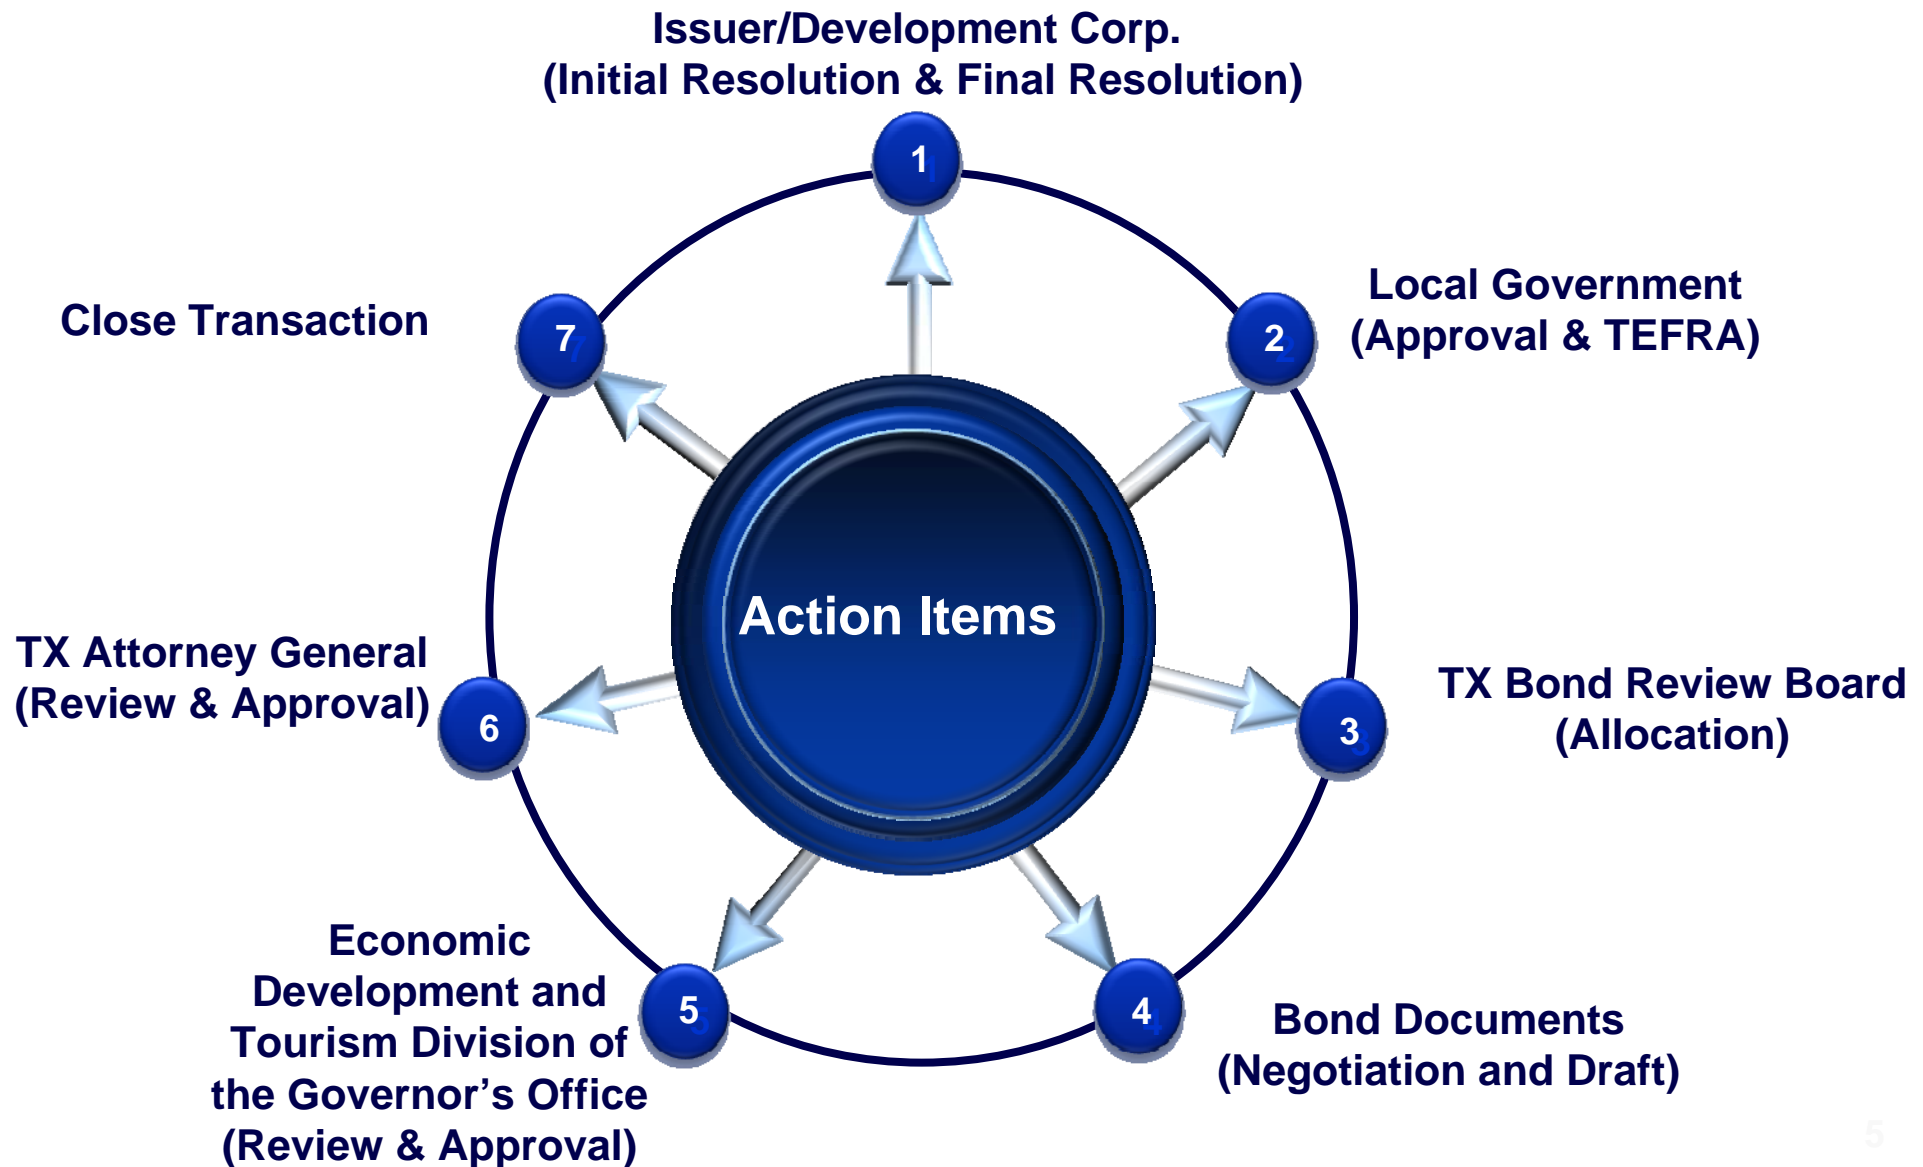 Issuer/Development Corp.
(Initial Resolution & Final Resolution)
1
Local Government
(Approval & TEFRA)
2
TX Bond Review Board
(Allocation)
3
Bond Documents
(Negotiation and Draft)
4
Economic
Development and
Tourism Division of
the Governor’s Office
(Review & Approval)
5
TX Attorney General
(Review & Approval)
6
Close Transaction
7
Action Items
5